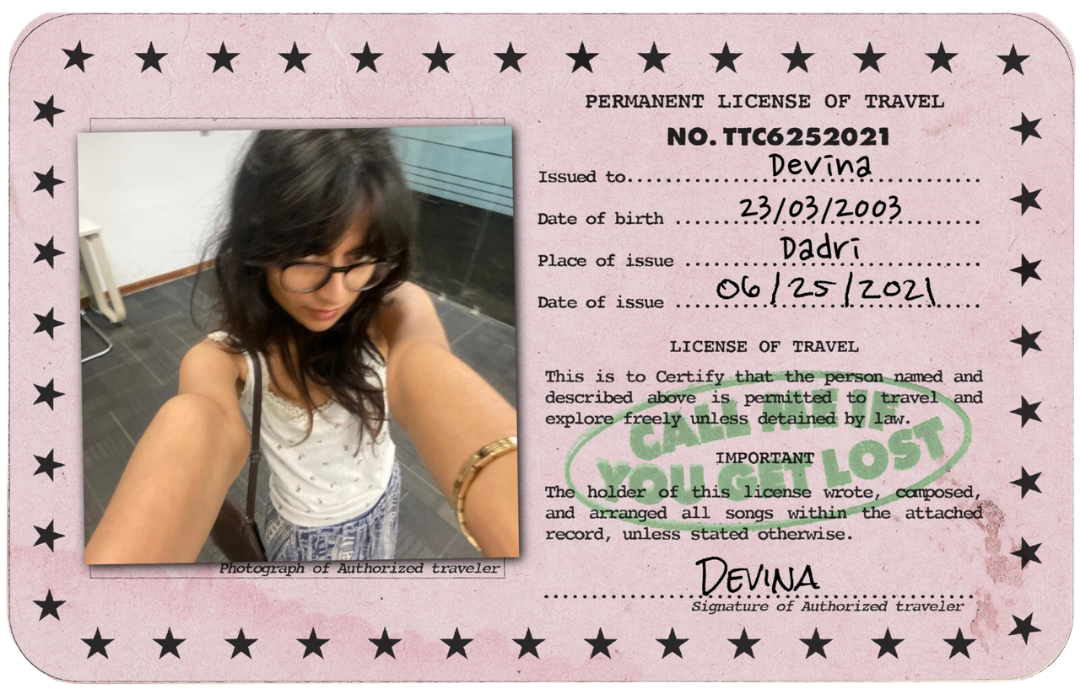 PERMANENT LICENSE OF TRAVEL
NO. TTC6252021
Issued to Devina
Date of birth 23/03/2003
Place of issue Dadri
Date of issue 06/25/2021
LICENSE OF TRAVEL
This is to Certify that the person named and
described above is permitted to travel and
explore freely unless detained by law.
CALL ME IF
YOU GET LOST
IMPORTANT
The holder of this license wrote, composed,
and arranged all songs within the attached
record, unless stated otherwise.
Photograph of Authorized traveler
DEVINA
Signature of Authorized traveler